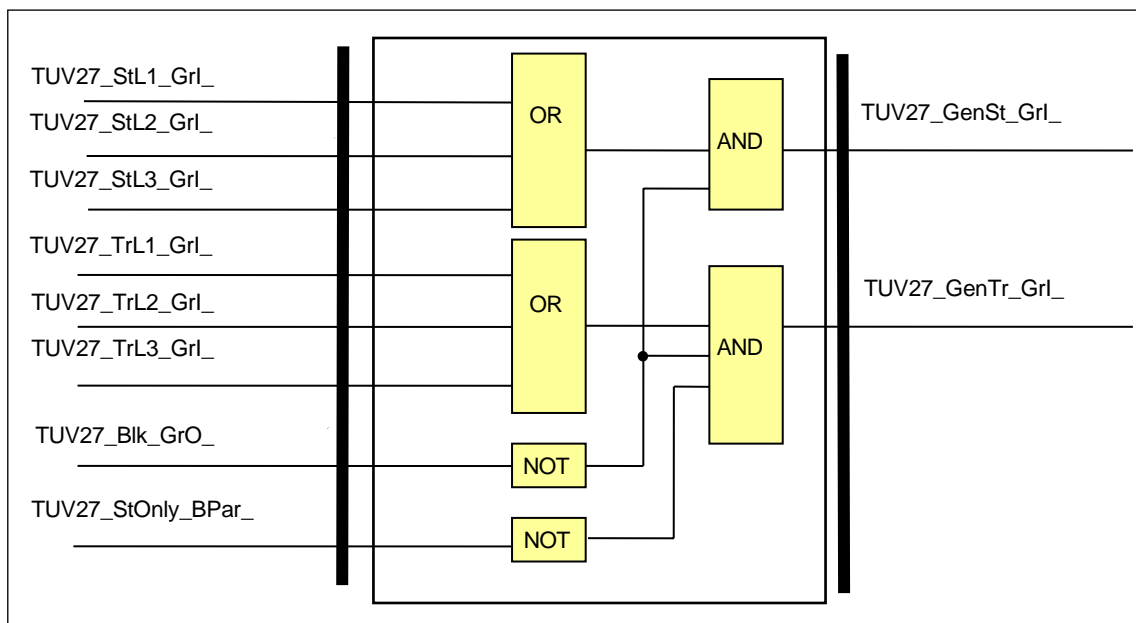 TUV27_StL1_GrI_
TUV27_StL2_GrI_
TUV27_StL3_GrI_
TUV27_TrL1_GrI_
TUV27_TrL2_GrI_
TUV27_TrL3_GrI_
TUV27_Blk_GrO_
TUV27_StOnly_BPar_
OR
OR
NOT
NOT
AND
AND
TUV27_GenSt_GrI_
TUV27_GenTr_GrI_